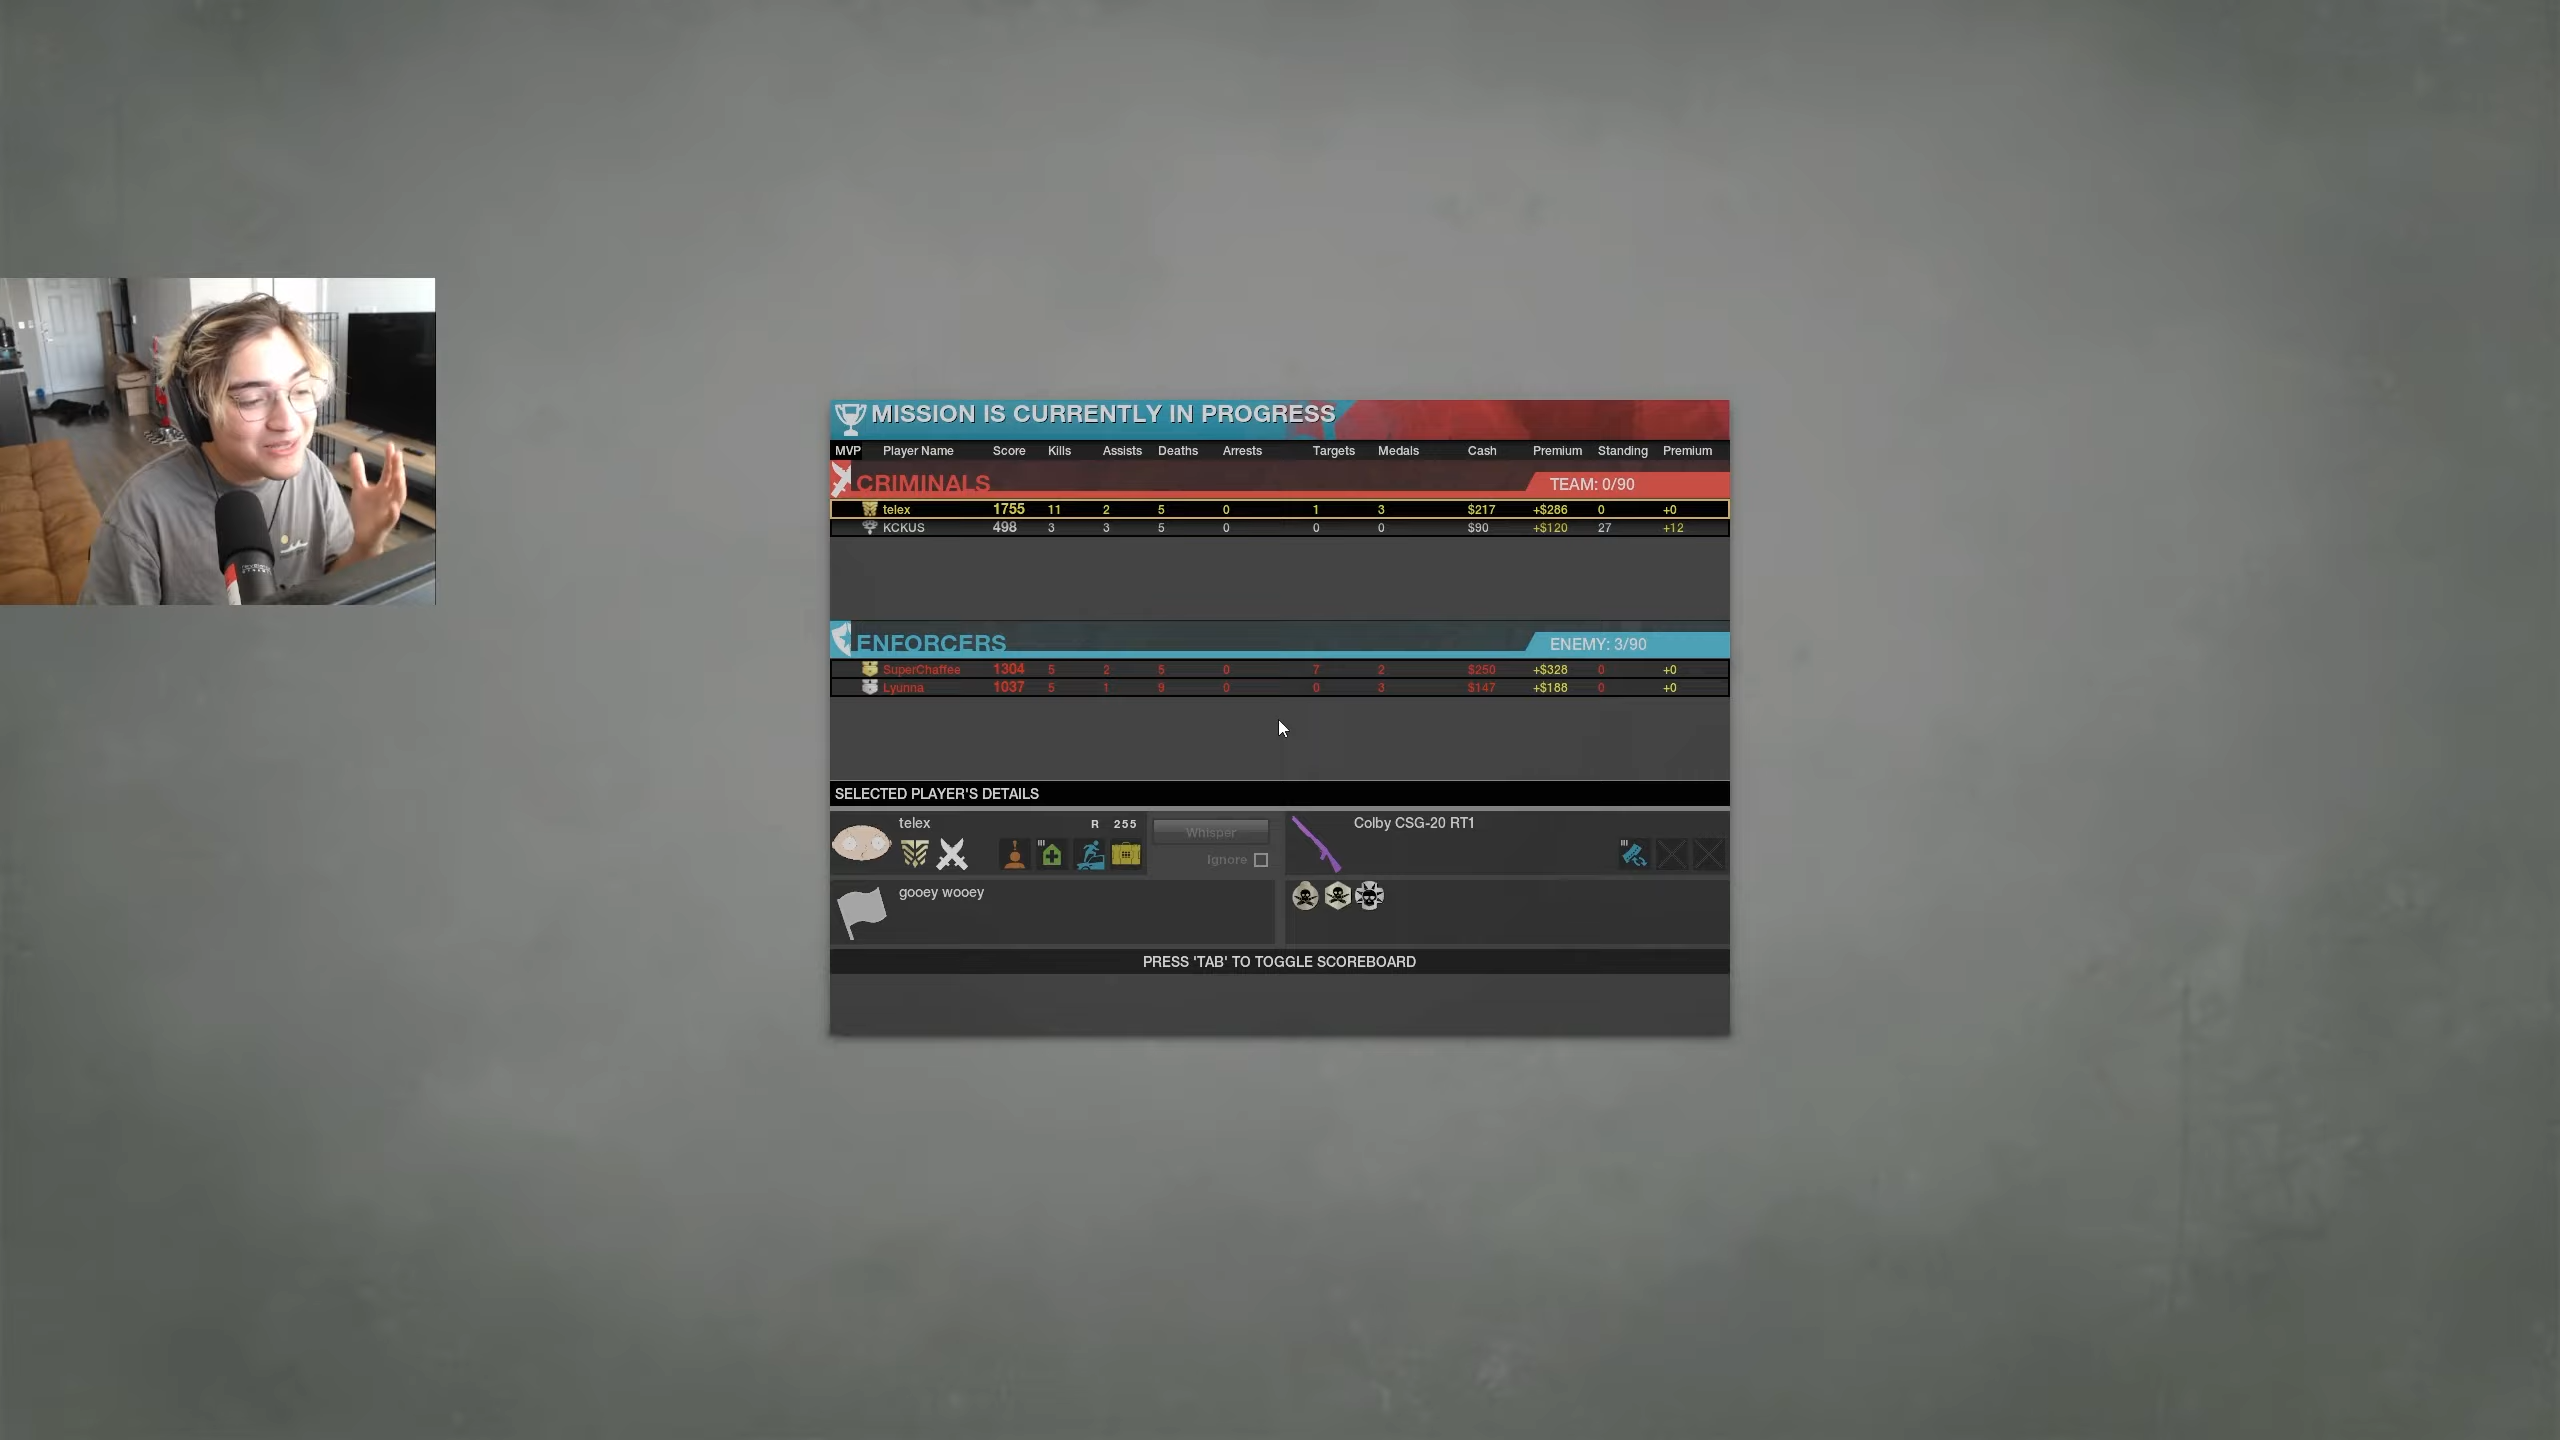 MISSION IS CURRENTLY IN PROGRESS
MVP Player Name Score Kills Assists Deaths Arrests Targets Medals Cash Premium Standing Premium
CRIMINALS TEAM: 0/90
telex 1755 11 2 5 0 1 3 $217 +$286 0 +0
KCKUS 498 3 3 5 0 0 0 $90 +$120 27 +12
ENFORCERS ENEMY: 3/90
SuperChaffee 1304 5 2 5 0 7 2 $250 +$328 0 +0
Lyunna 1037 5 1 9 0 0 3 $147 +$188 0 +0
SELECTED PLAYER'S DETAILS
telex R 255 Whisper Colby CSG-20 RT1
Ignore
gooey wooey
PRESS 'TAB' TO TOGGLE SCOREBOARD